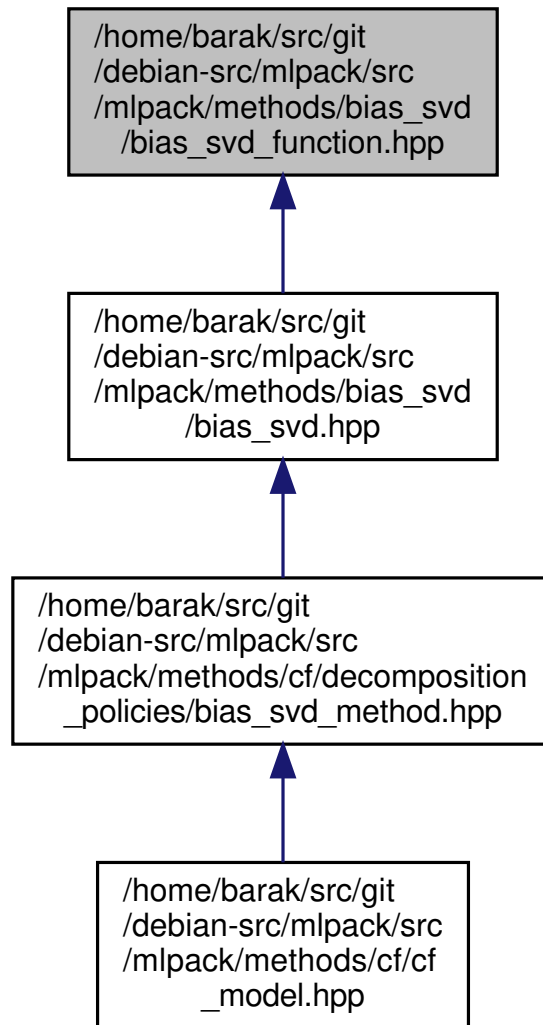 /home/barak/src/git
/debian-src/mlpack/src
/mlpack/methods/bias_svd
/bias_svd_function.hpp
/home/barak/src/git
/debian-src/mlpack/src
/mlpack/methods/bias_svd
/bias_svd.hpp
/home/barak/src/git
/debian-src/mlpack/src
/mlpack/methods/cf/decomposition
_policies/bias_svd_method.hpp
/home/barak/src/git
/debian-src/mlpack/src
/mlpack/methods/cf/cf
_model.hpp